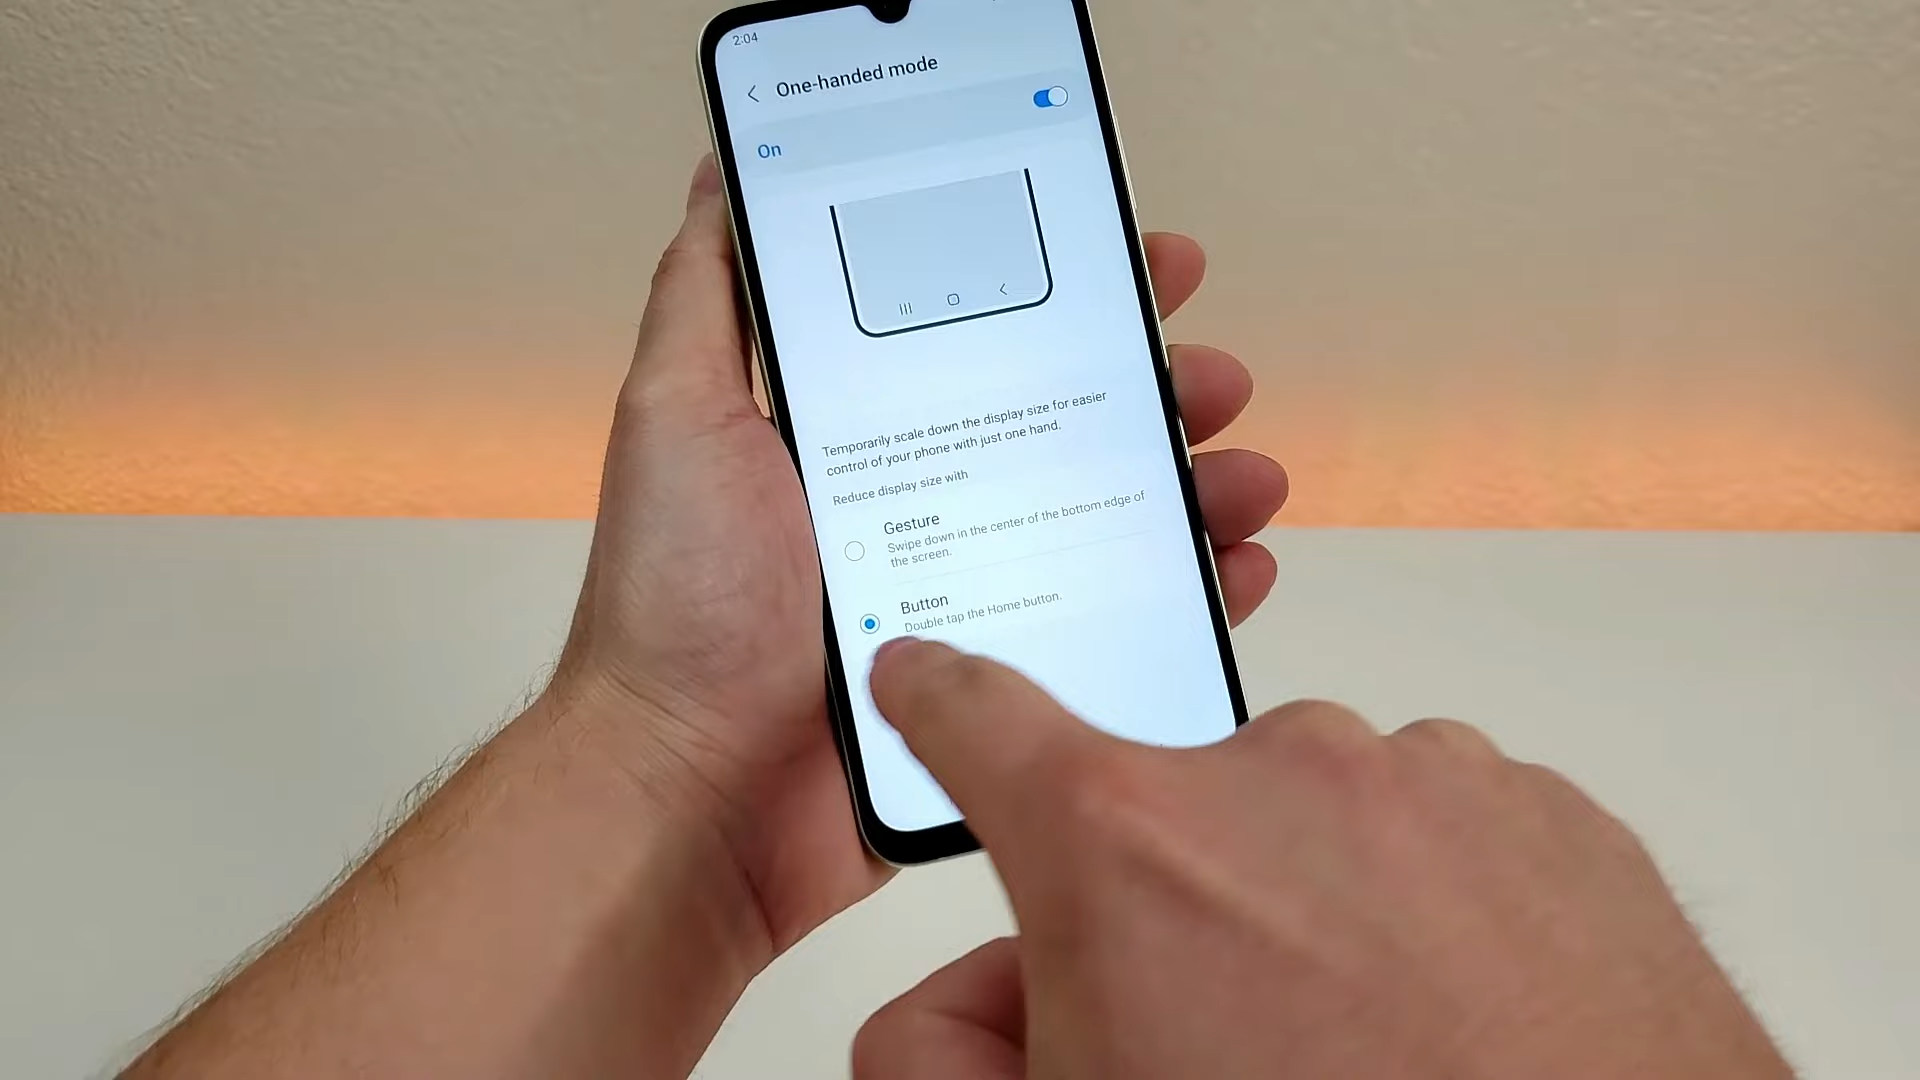 2:04
One-handed mode
On
Temporarily scale down the display size for easier
control of your phone with just one hand.
Reduce display size with
Gesture
Swipe down in the center of the bottom edge of
the screen.
Button
Double tap the Home button.